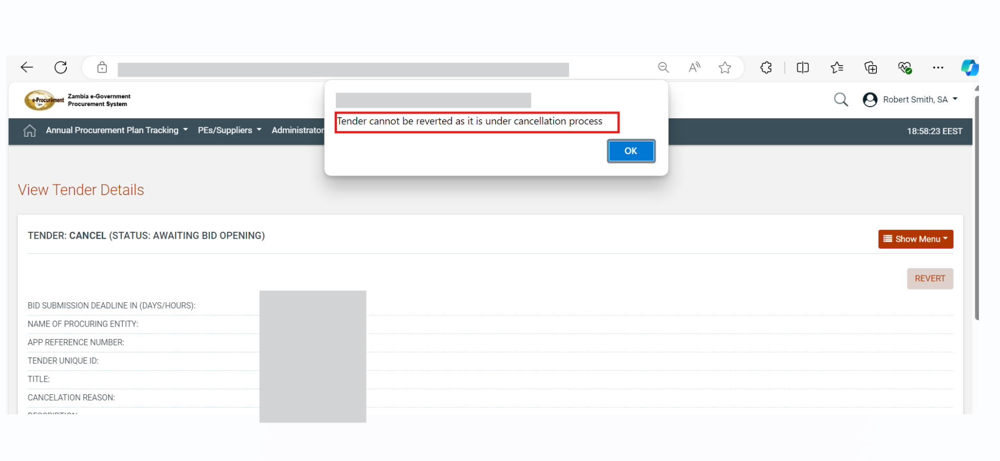 e-Procurement
Zambia e-Government
Procurement System
Robert Smith, SA
Tender cannot be reverted as it is under cancellation process
OK
Annual Procurement Plan Tracking
PEs/Suppliers
Administrator
18:58:23 EEST
View Tender Details
TENDER: CANCEL (STATUS: AWAITING BID OPENING)
Show Menu
REVERT
BID SUBMISSION DEADLINE IN (DAYS/HOURS):
NAME OF PROCURING ENTITY:
APP REFERENCE NUMBER:
TENDER UNIQUE ID:
TITLE:
CANCELATION REASON: